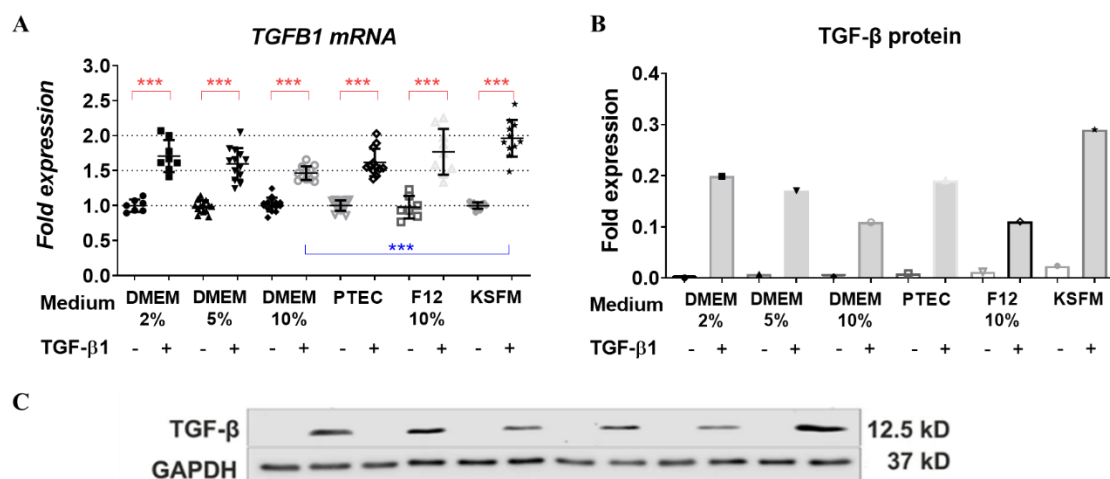 A
TGFB1 mRNA
*** *** *** *** *** ***
3.0
2.5
2.0
1.5
1.0
0.5
0.0
Fold expression
***
Medium DMEM 2% DMEM 5% DMEM 10% PTEC F12 10% KSFM
TGF-β1 - + - + - + - + - + - +
B
TGF-β protein
0.4
0.3
0.2
0.1
0.0
Fold expression
Medium DMEM 2% DMEM 5% DMEM 10% PTEC F12 10% KSFM
TGF-β1 - + - + - + - + - + - +
C
TGF-β 12.5 kD
GAPDH 37 kD